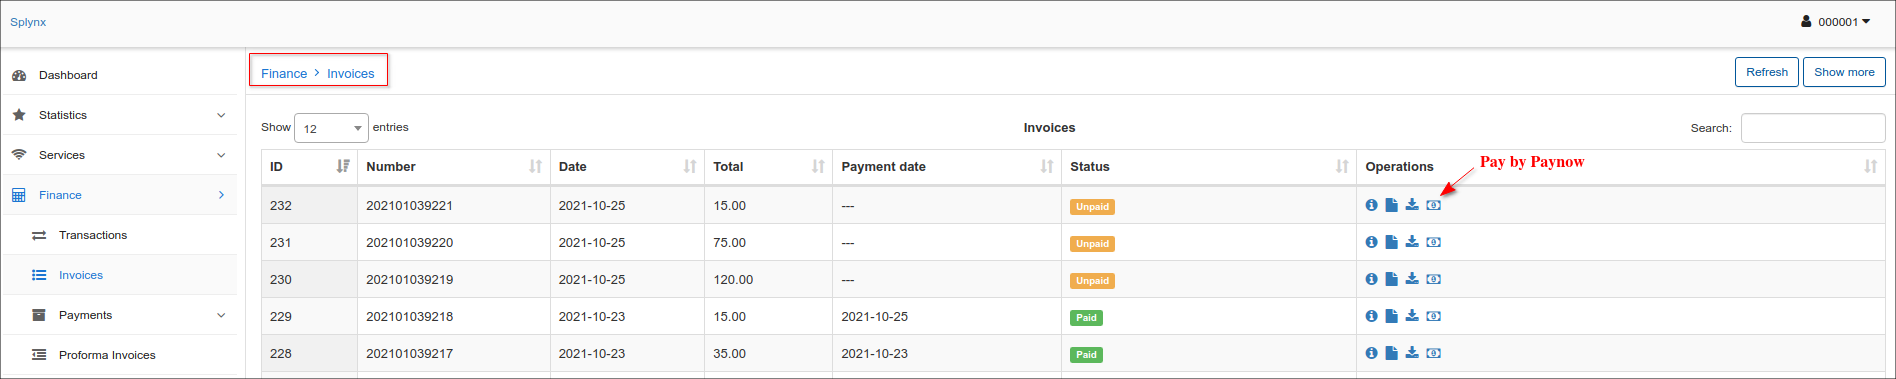 Splynx
000001
Dashboard
Statistics
Services
Finance
Transactions
Invoices
Payments
Proforma Invoices
Finance > Invoices
Refresh
Show more
Show 12 entries
Invoices
Search:
ID Number Date Total Payment date Status Operations
Pay by Paynow
232 202101039221 2021-10-25 15.00 --- Unpaid
231 202101039220 2021-10-25 75.00 --- Unpaid
230 202101039219 2021-10-25 120.00 --- Unpaid
229 202101039218 2021-10-23 15.00 2021-10-25 Paid
228 202101039217 2021-10-23 35.00 2021-10-23 Paid